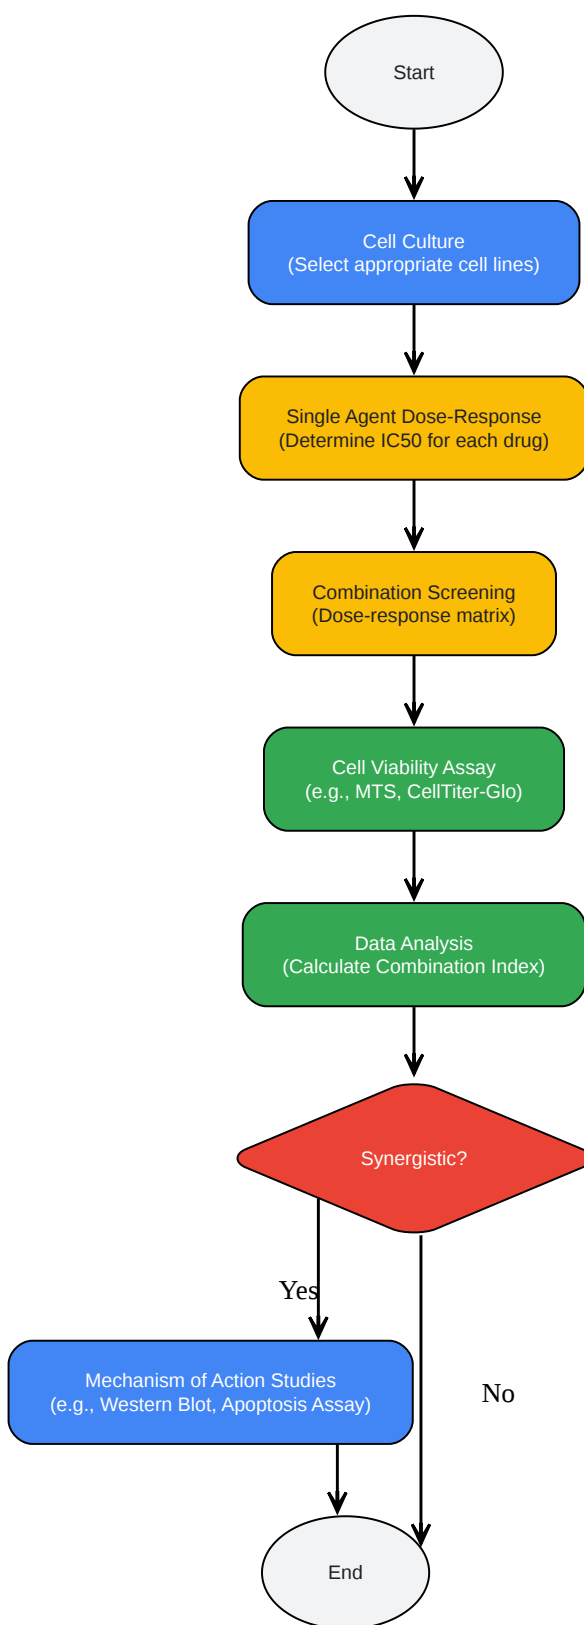 Start
Cell Culture
(Select appropriate cell lines)
Single Agent Dose-Response
(Determine IC50 for each drug)
Combination Screening
(Dose-response matrix)
Cell Viability Assay
(e.g., MTS, CellTiter-Glo)
Data Analysis
(Calculate Combination Index)
Synergistic?
Yes
Mechanism of Action Studies
(e.g., Western Blot, Apoptosis Assay)
No
End